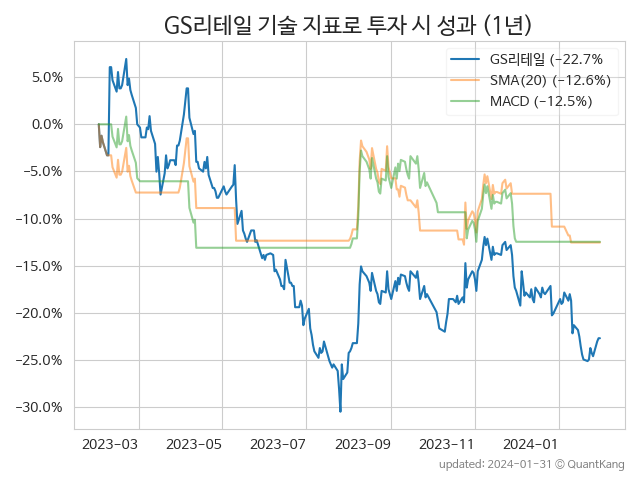 GS리테일 기술 지표로 투자 시 성과 (1년)
GS리테일 (−22.7%
SMA(20) (−12.6%)
MACD (−12.5%)
5.0%
0.0%
−5.0%
−10.0%
−15.0%
−20.0%
−25.0%
−30.0%
2023-03 2023-05 2023-07 2023-09 2023-11 2024-01
updated: 2024-01-31 © QuantKang